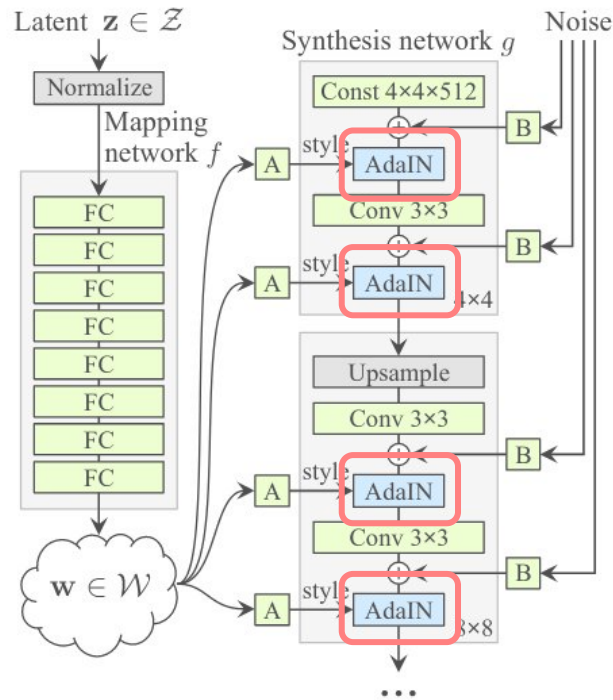 Latent z ∈ 𝒵
Normalize
Mapping
network f
FC
FC
FC
FC
FC
FC
FC
FC
w ∈ 𝒲
Synthesis network g
Noise
Const 4×4×512
B
A
style
AdaIN
Conv 3×3
B
A
style
AdaIN
4×4
Upsample
Conv 3×3
B
A
style
AdaIN
Conv 3×3
B
A
style
AdaIN
8×8
...